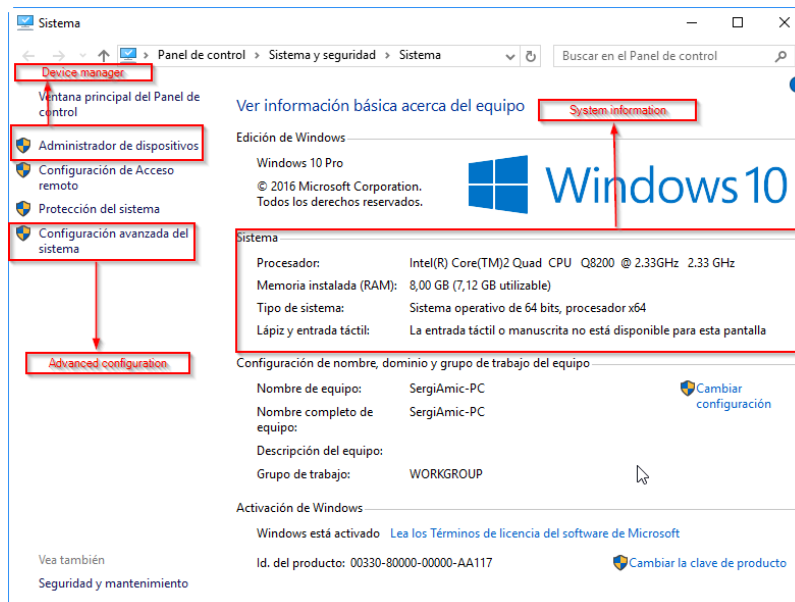 Sistema
Panel de control > Sistema y seguridad > Sistema
Buscar en el Panel de control
Device manager
Ventana principal del Panel de
control
Administrador de dispositivos
Configuración de Acceso
remoto
Protección del sistema
Configuración avanzada del
sistema
Advanced configuration
Vea también
Seguridad y mantenimiento
Ver información básica acerca del equipo
System information
Edición de Windows
Windows 10 Pro
© 2016 Microsoft Corporation.
Todos los derechos reservados.
Windows 10
Sistema
Procesador: Intel(R) Core(TM)2 Quad CPU Q8200 @ 2.33GHz 2.33 GHz
Memoria instalada (RAM): 8,00 GB (7,12 GB utilizable)
Tipo de sistema: Sistema operativo de 64 bits, procesador x64
Lápiz y entrada táctil: La entrada táctil o manuscrita no está disponible para esta pantalla
Configuración de nombre, dominio y grupo de trabajo del equipo
Nombre de equipo: SergiAmic-PC
Cambiar
configuración
Nombre completo de
equipo: SergiAmic-PC
Descripción del equipo:
Grupo de trabajo: WORKGROUP
Activación de Windows
Windows está activado Lea los Términos de licencia del software de Microsoft
Id. del producto: 00330-80000-00000-AA117
Cambiar la clave de producto